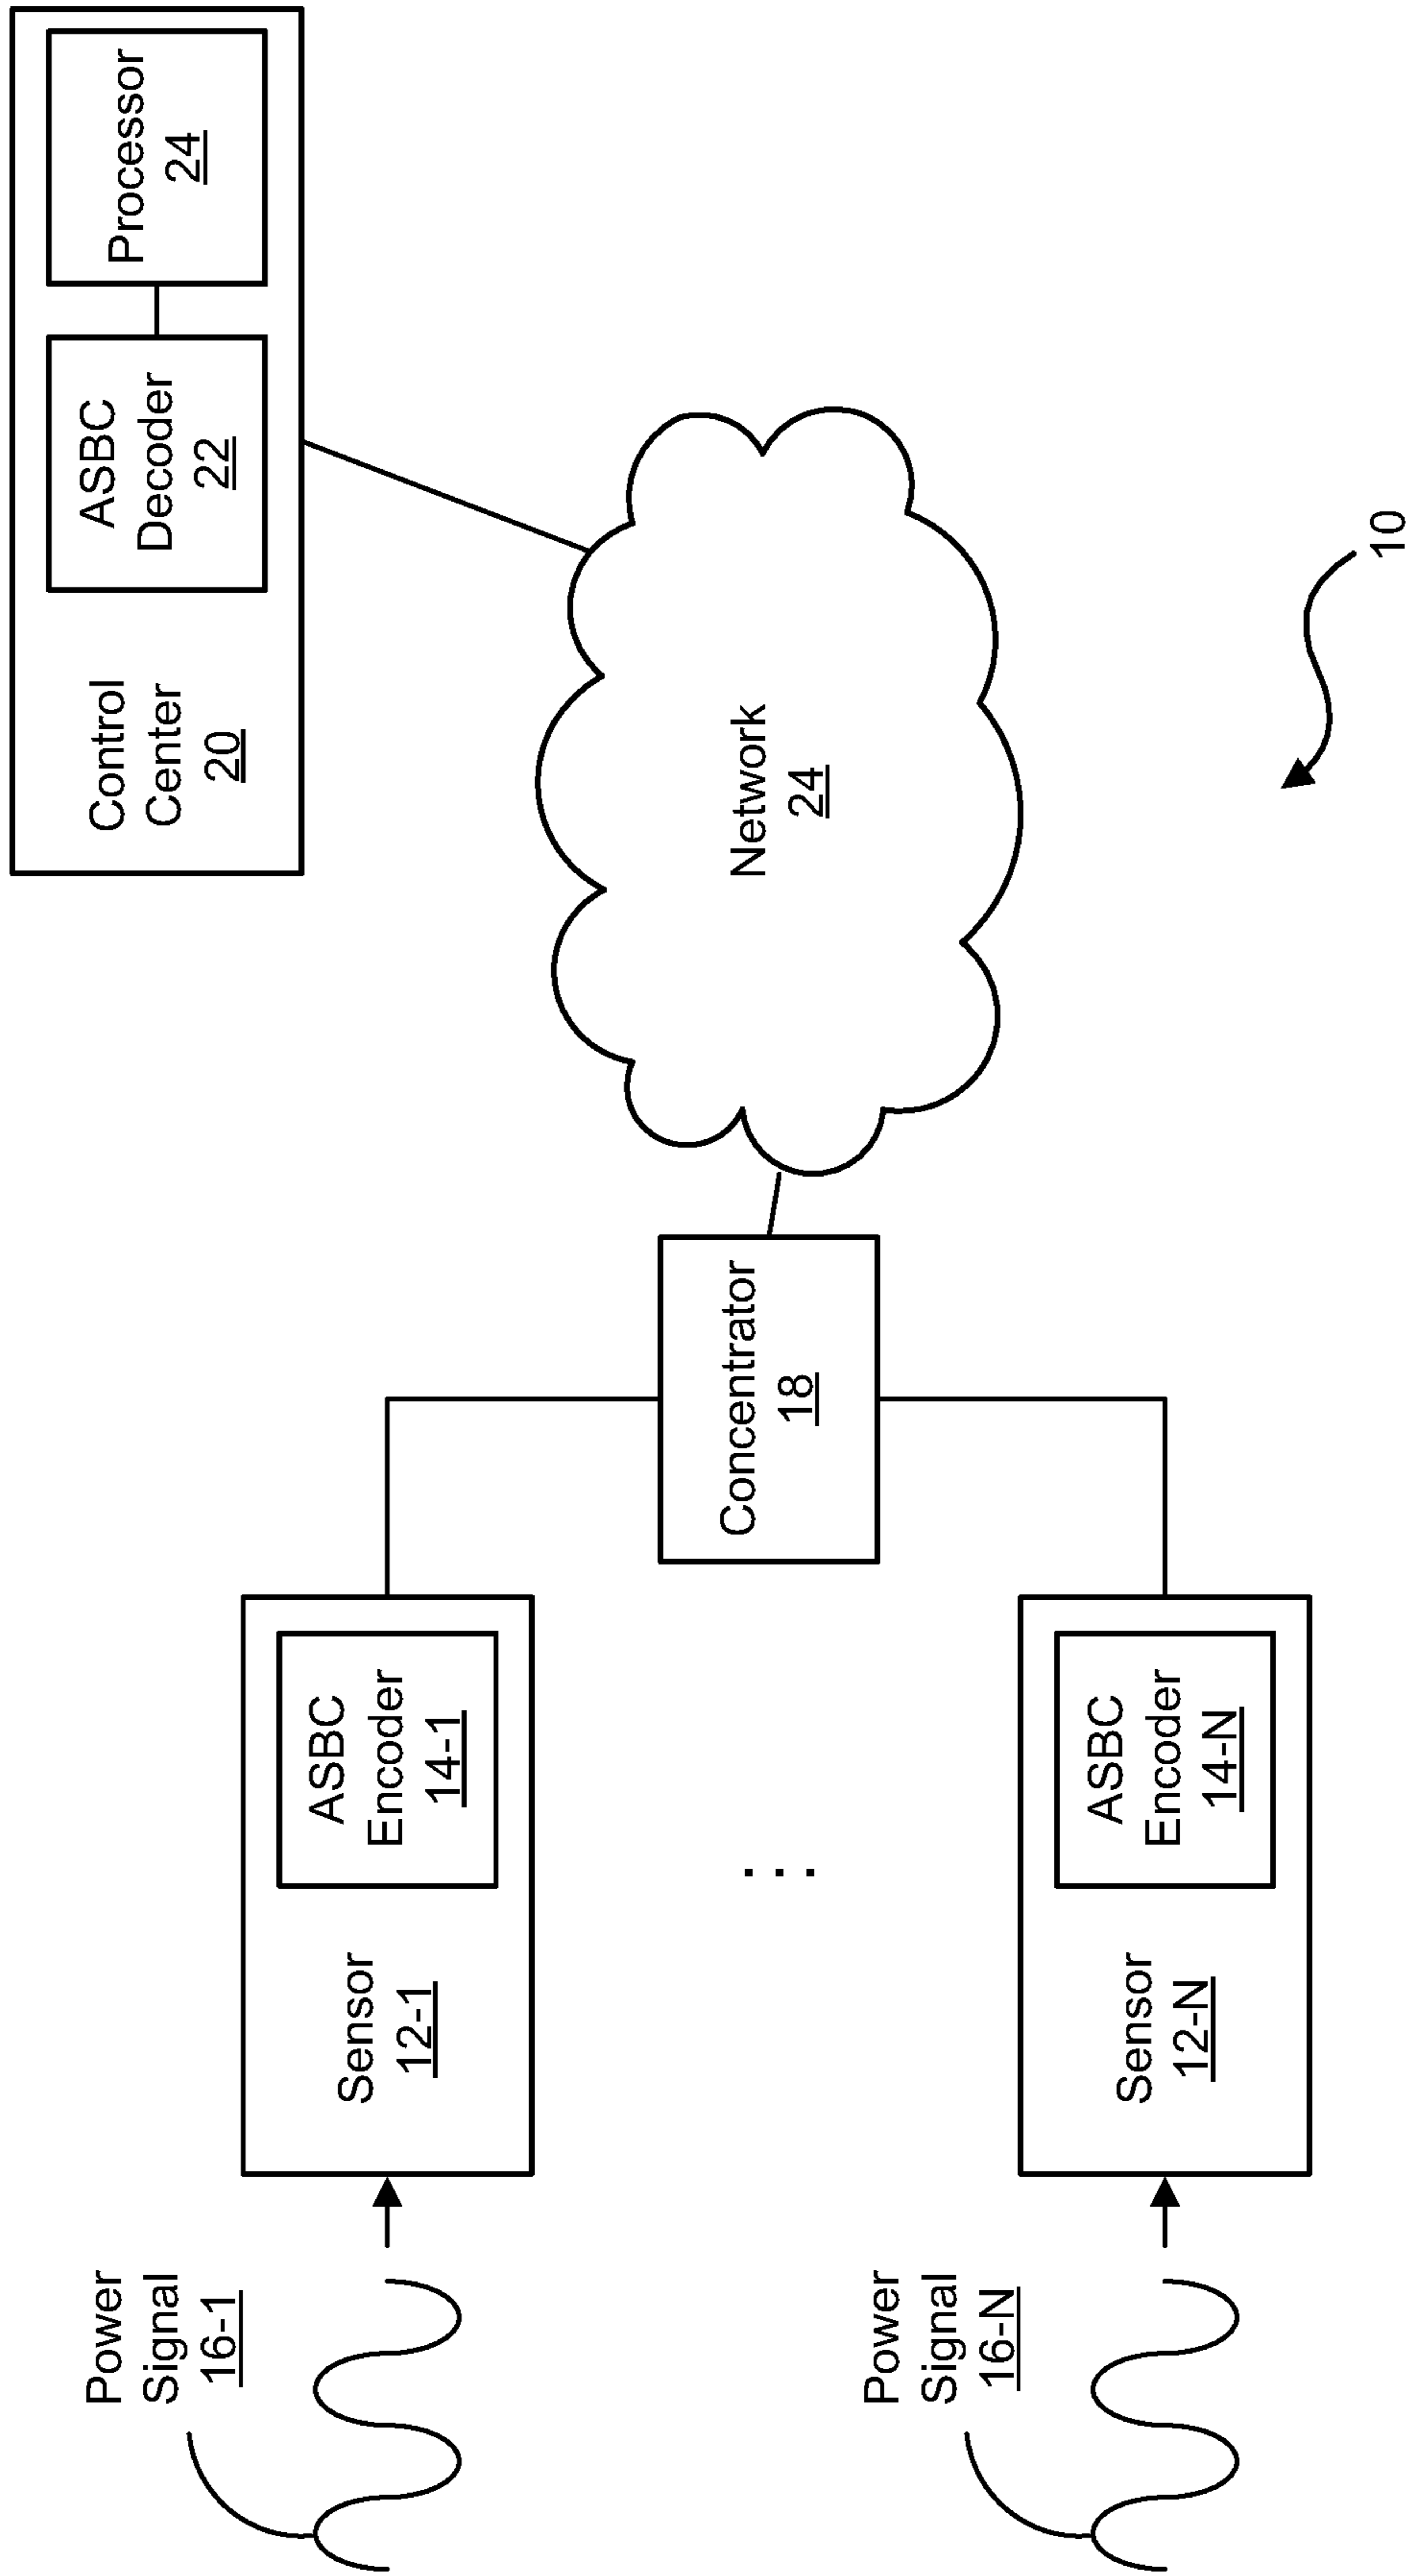 Power
Signal
16-1
Sensor
12-1
ASBC
Encoder
14-1
Control
Center
20
ASBC
Decoder
22
Processor
24
Concentrator
18
Network
24
...
Power
Signal
16-N
Sensor
12-N
ASBC
Encoder
14-N
10